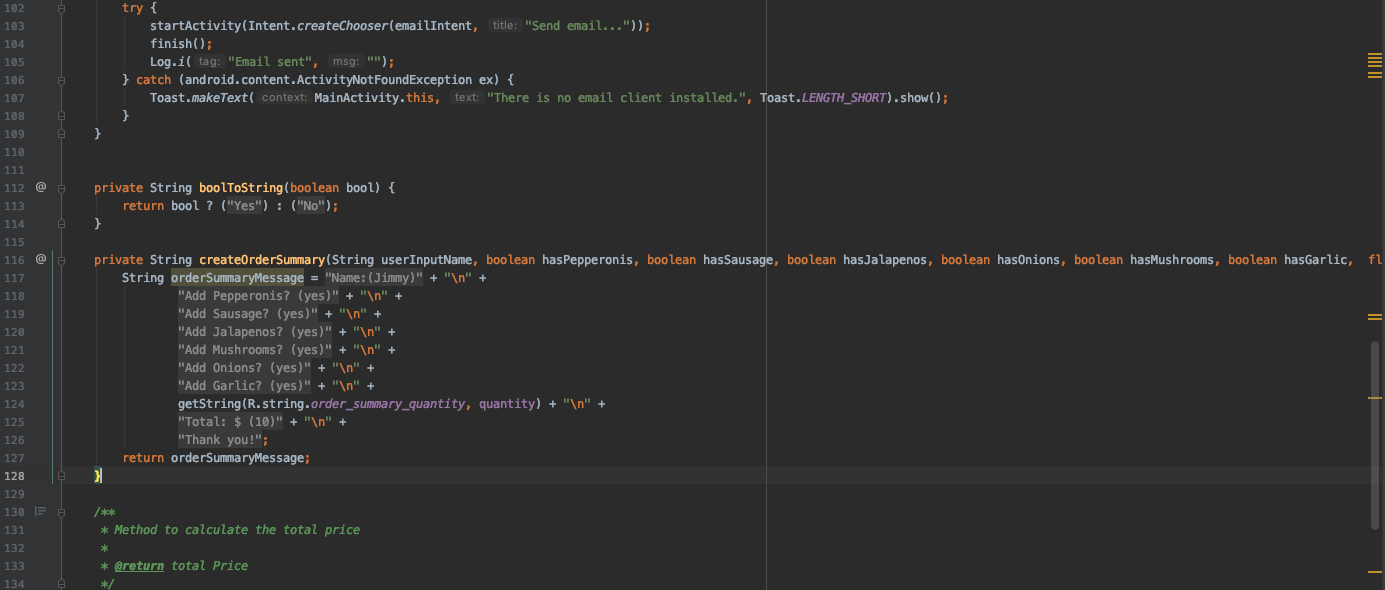 102 try {
103 startActivity(Intent.createChooser(emailIntent, title: "Send email..."));
104 finish();
105 Log.i( tag: "Email sent", msg: "");
106 } catch (android.content.ActivityNotFoundException ex) {
107 Toast.makeText( context: MainActivity.this, text: "There is no email client installed.", Toast.LENGTH_SHORT).show();
108 }
109 }
110
111
112 @ private String boolToString(boolean bool) {
113 return bool ? ("Yes") : ("No");
114 }
115
116 @ private String createOrderSummary(String userInputName, boolean hasPepperonis, boolean hasSausage, boolean hasJalapenos, boolean hasOnions, boolean hasMushrooms, boolean hasGarlic, fl
117 String orderSummaryMessage = "Name:(Jimmy)" + "\n" +
118 "Add Pepperonis? (yes)" + "\n" +
119 "Add Sausage? (yes)" + "\n" +
120 "Add Jalapenos? (yes)" + "\n" +
121 "Add Mushrooms? (yes)" + "\n" +
122 "Add Onions? (yes)" + "\n" +
123 "Add Garlic? (yes)" + "\n" +
124 getString(R.string.order_summary_quantity, quantity) + "\n" +
125 "Total: $ (10)" + "\n" +
126 "Thank you!";
127 return orderSummaryMessage;
128 }
129
130 /**
131 * Method to calculate the total price
132 *
133 * @return total Price
134 */